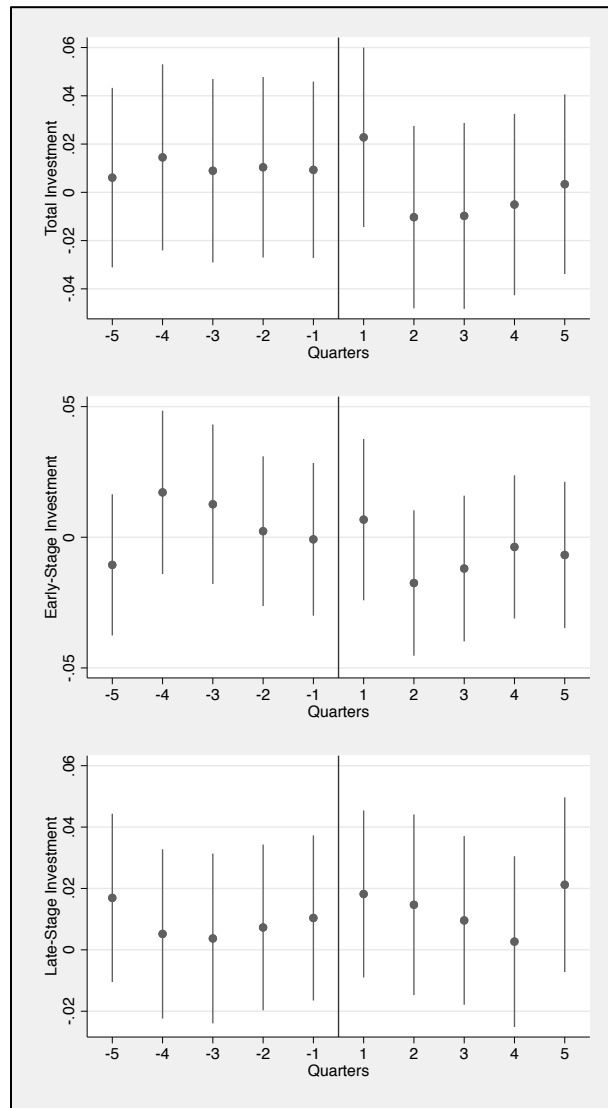 Total Investment
.06
.04
.02
0
-.02
-.04
-5 -4 -3 -2 -1 1 2 3 4 5
Quarters
Early-Stage Investment
.05
0
-.05
-5 -4 -3 -2 -1 1 2 3 4 5
Quarters
Late-Stage Investment
.06
.04
.02
0
-.02
-5 -4 -3 -2 -1 1 2 3 4 5
Quarters